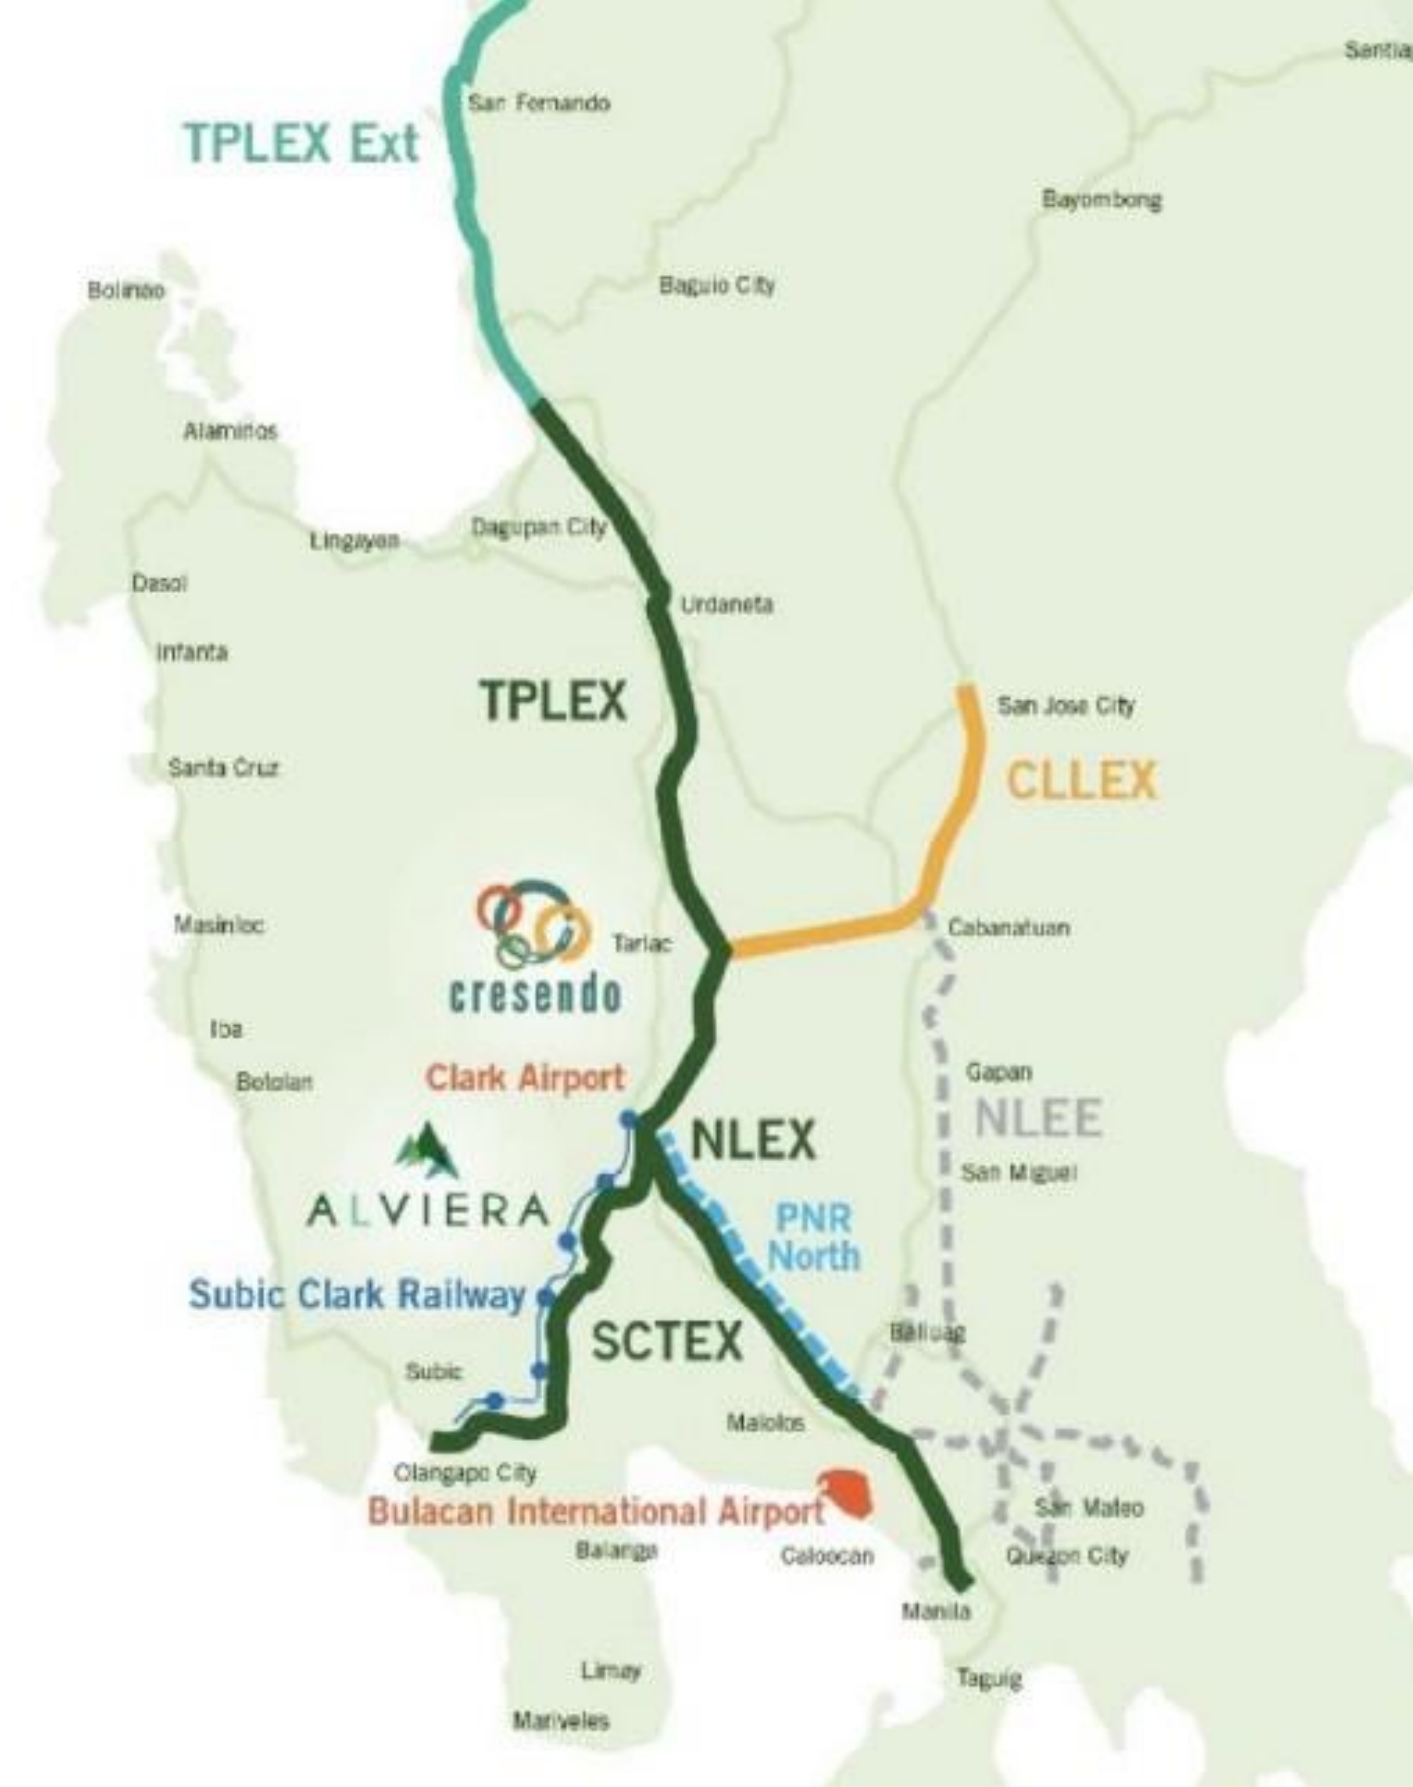 Santia
San Fernando
TPLEX Ext
Bayombong
Baguio City
Bolinao
Alaminos
Dagupan City
Lingayen
Dasol
Urdaneta
Infanta
TPLEX
San Jose City
Santa Cruz
CLLEX
Masinloc
Cabanatuan
Tarlac
cresendo
Iba
Gapan
Clark Airport
Botolan
NLEE
NLEX
San Miguel
ALVIERA
PNR
North
Subic Clark Railway
Baliuag
SCTEX
Subic
Malolos
Olangapo City
Bulacan International Airport
San Mateo
Balanga
Caloocan
Quezon City
Manila
Limay
Taguig
Mariveles